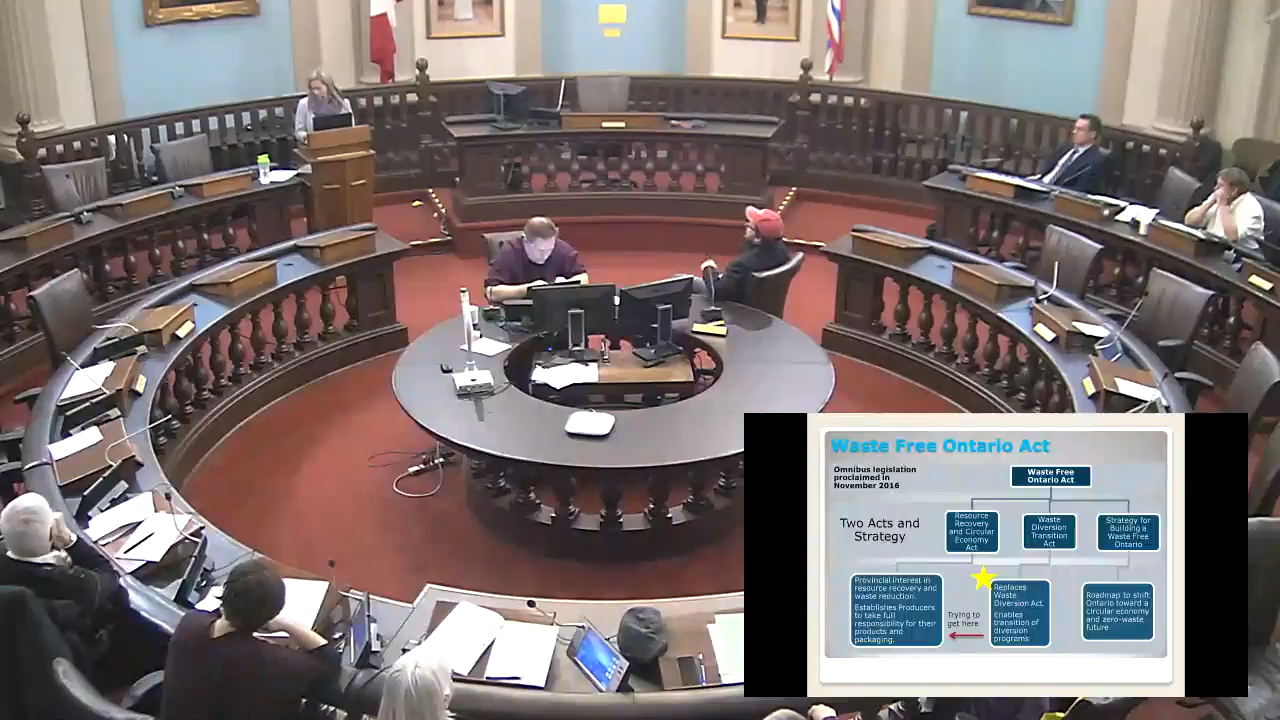 Waste Free Ontario Act
Omnibus legislation
proclaimed in
November 2016
Waste Free
Ontario Act
Two Acts and
Strategy
Resource
Recovery
and Circular
Economy
Act
Waste
Diversion
Transition
Act
Strategy for
Building a
Waste Free
Ontario
Provincial interest in
resource recovery and
waste reduction.
Establishes Producers
to take full
responsibility for their
products and
packaging.
Trying to
get here
Replaces
Waste
Diversion Act.
Enables
transition of
diversion
programs
Roadmap to shift
Ontario toward a
circular economy
and zero-waste
future